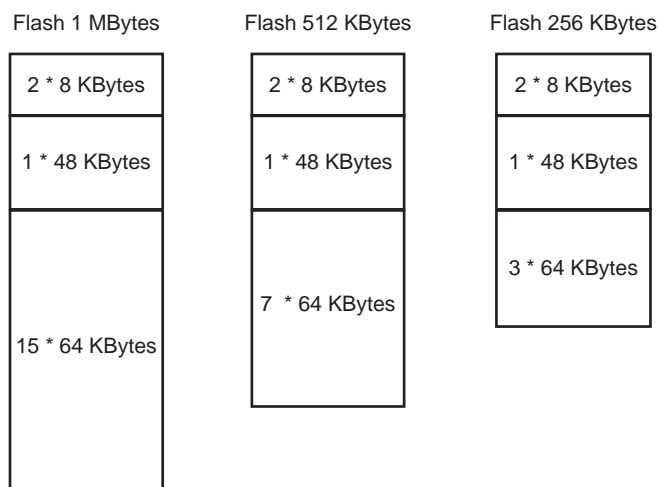 Flash 1 MBytes
2 * 8 KBytes
1 * 48 KBytes
15 * 64 KBytes
Flash 512 KBytes
2 * 8 KBytes
1 * 48 KBytes
7 * 64 KBytes
Flash 256 KBytes
2 * 8 KBytes
1 * 48 KBytes
3 * 64 KBytes